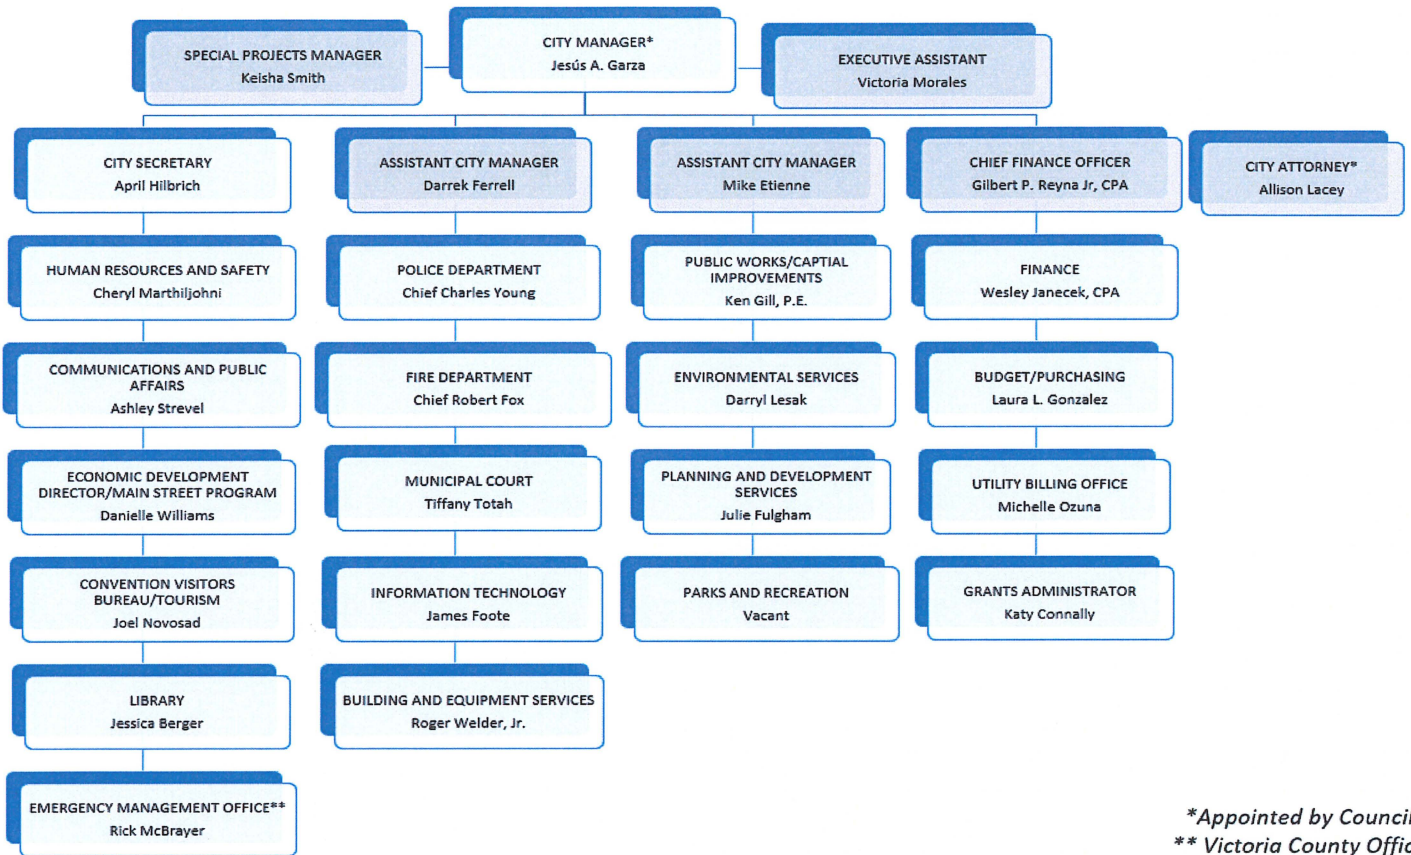 SPECIAL PROJECTS MANAGER
Keisha Smith
CITY MANAGER*
Jesús A. Garza
EXECUTIVE ASSISTANT
Victoria Morales
CITY SECRETARY
April Hilbrich
ASSISTANT CITY MANAGER
Darrek Ferrell
ASSISTANT CITY MANAGER
Mike Etienne
CHIEF FINANCE OFFICER
Gilbert P. Reyna Jr, CPA
CITY ATTORNEY*
Allison Lacey
HUMAN RESOURCES AND SAFETY
Cheryl Marthiljohni
POLICE DEPARTMENT
Chief Charles Young
PUBLIC WORKS/CAPTIAL
IMPROVEMENTS
Ken Gill, P.E.
FINANCE
Wesley Janecek, CPA
COMMUNICATIONS AND PUBLIC
AFFAIRS
Ashley Strevel
FIRE DEPARTMENT
Chief Robert Fox
ENVIRONMENTAL SERVICES
Darryl Lesak
BUDGET/PURCHASING
Laura L. Gonzalez
ECONOMIC DEVELOPMENT
DIRECTOR/MAIN STREET PROGRAM
Danielle Williams
MUNICIPAL COURT
Tiffany Totah
PLANNING AND DEVELOPMENT
SERVICES
Julie Fulgham
UTILITY BILLING OFFICE
Michelle Ozuna
CONVENTION VISITORS
BUREAU/TOURISM
Joel Novosad
INFORMATION TECHNOLOGY
James Foote
PARKS AND RECREATION
Vacant
GRANTS ADMINISTRATOR
Katy Connally
LIBRARY
Jessica Berger
BUILDING AND EQUIPMENT SERVICES
Roger Welder, Jr.
EMERGENCY MANAGEMENT OFFICE**
Rick McBrayer
*Appointed by Council
** Victoria County Offic